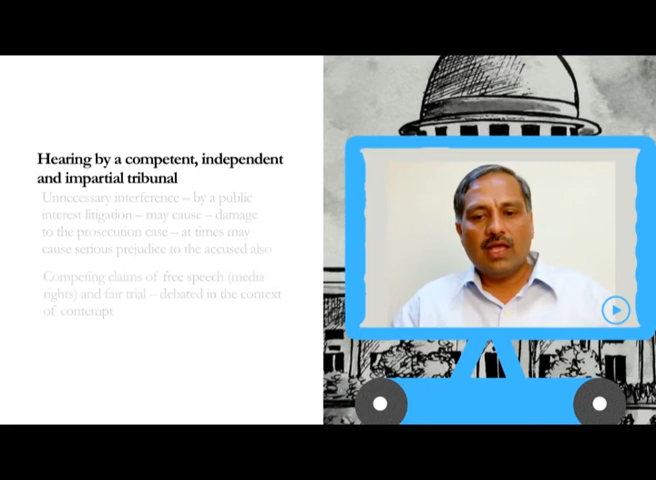 Hearing by a competent, independent
and impartial tribunal
Unnecessary interference – by a public
interest litigation – may cause – damage
to the prosecution case – at times may
cause serious prejudice to the accused also
Competing claims of free speech (media
rights) and fair trial – debated in the context
of contempt